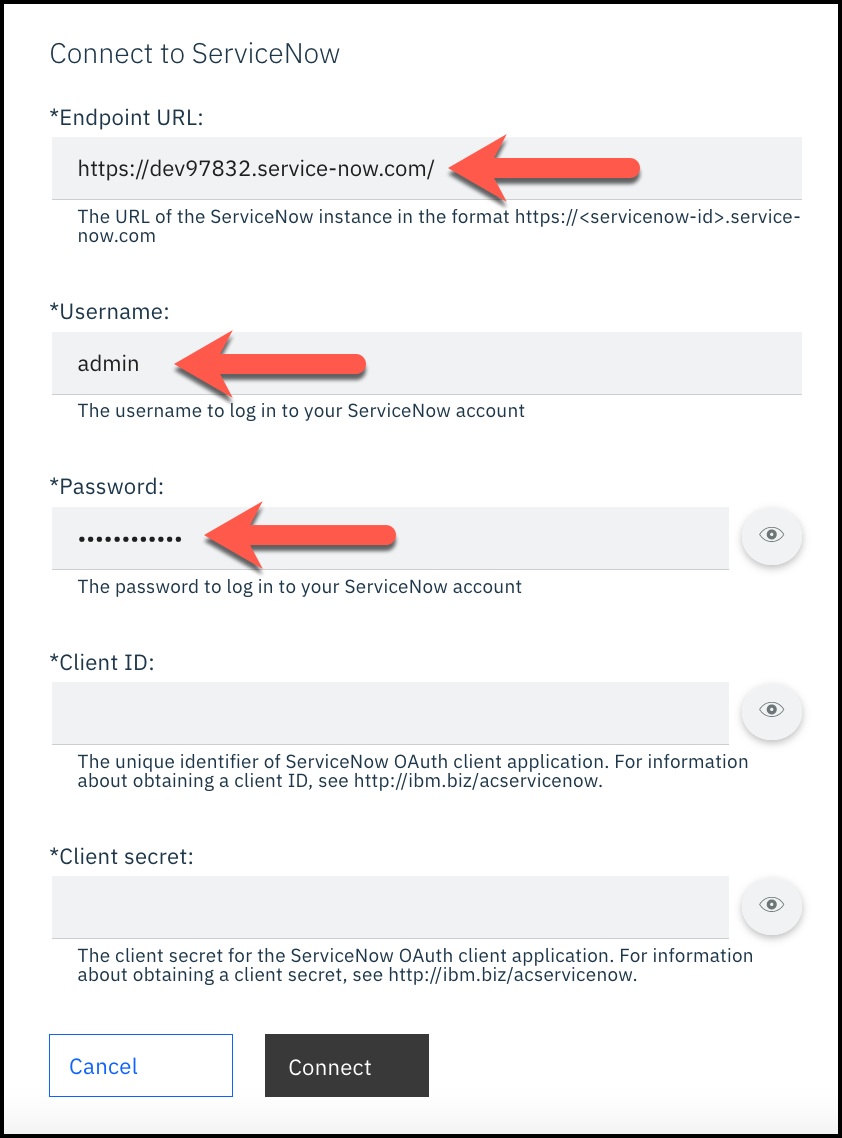 Connect to ServiceNow
*Endpoint URL:
https://dev97832.service-now.com/
The URL of the ServiceNow instance in the format https://<servicenow-id>.service-
now.com
*Username:
admin
The username to log in to your ServiceNow account
*Password:
••••••••••••
The password to log in to your ServiceNow account
*Client ID:
The unique identifier of ServiceNow OAuth client application. For information
about obtaining a client ID, see http://ibm.biz/acservicenow.
*Client secret:
The client secret for the ServiceNow OAuth client application. For information
about obtaining a client secret, see http://ibm.biz/acservicenow.
Cancel
Connect